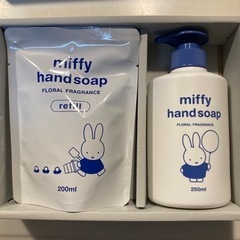 miffy
hand soap
FLORAL FRAGRANCE
refill
200ml
miffy
hand soap
FLORAL FRAGRANCE
250ml